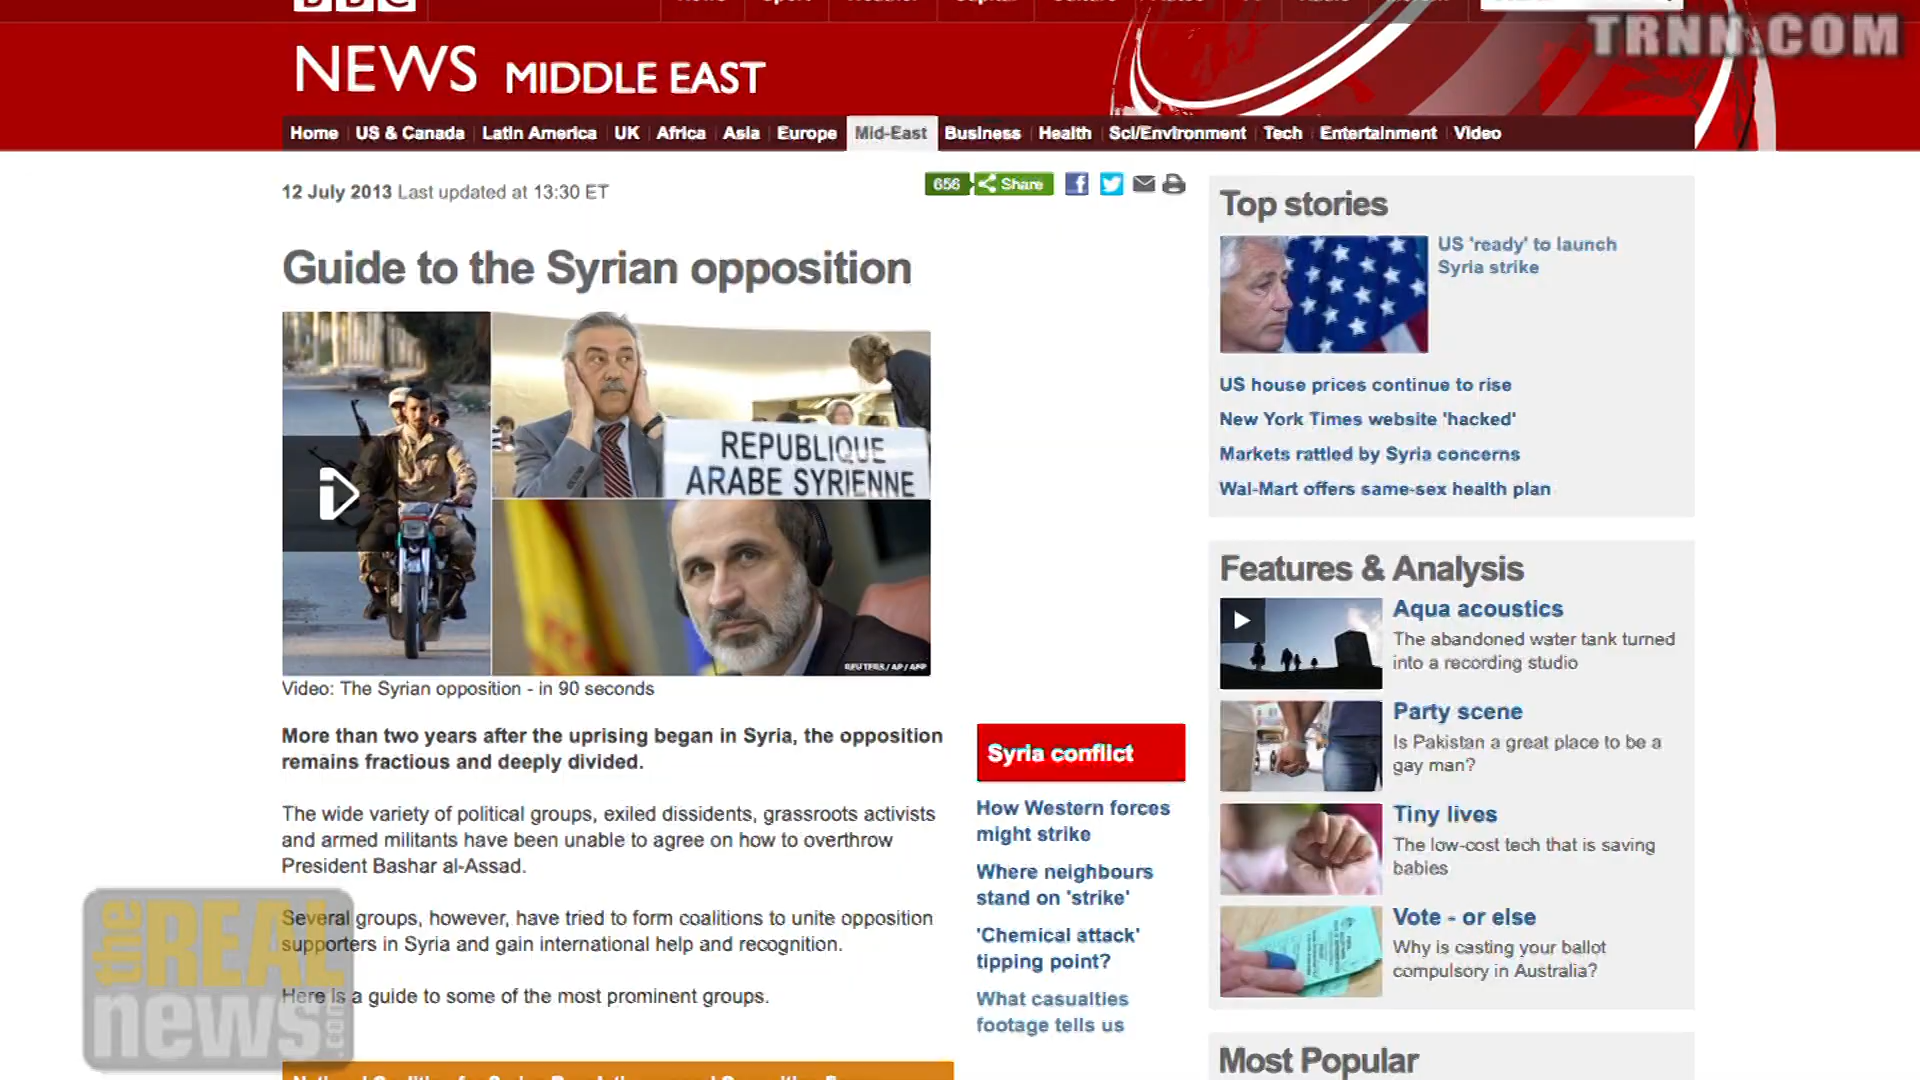 BBC
TRNN.COM
NEWS MIDDLE EAST
Home US & Canada Latin America UK Africa Asia Europe Mid-East Business Health Sci/Environment Tech Entertainment Video
12 July 2013 Last updated at 13:30 ET
656 Share
Guide to the Syrian opposition
REPUBLIQUE
ARABE SYRIENNE
REUTERS / AP / AFP
Video: The Syrian opposition - in 90 seconds
More than two years after the uprising began in Syria, the opposition
remains fractious and deeply divided.
The wide variety of political groups, exiled dissidents, grassroots activists
and armed militants have been unable to agree on how to overthrow
President Bashar al-Assad.
Several groups, however, have tried to form coalitions to unite opposition
supporters in Syria and gain international help and recognition.
Here is a guide to some of the most prominent groups.
Syria conflict
How Western forces
might strike
Where neighbours
stand on 'strike'
'Chemical attack'
tipping point?
What casualties
footage tells us
Top stories
US 'ready' to launch
Syria strike
US house prices continue to rise
New York Times website 'hacked'
Markets rattled by Syria concerns
Wal-Mart offers same-sex health plan
Features & Analysis
Aqua acoustics
The abandoned water tank turned
into a recording studio
Party scene
Is Pakistan a great place to be a
gay man?
Tiny lives
The low-cost tech that is saving
babies
Vote - or else
Why is casting your ballot
compulsory in Australia?
Most Popular
the REAL
news.com